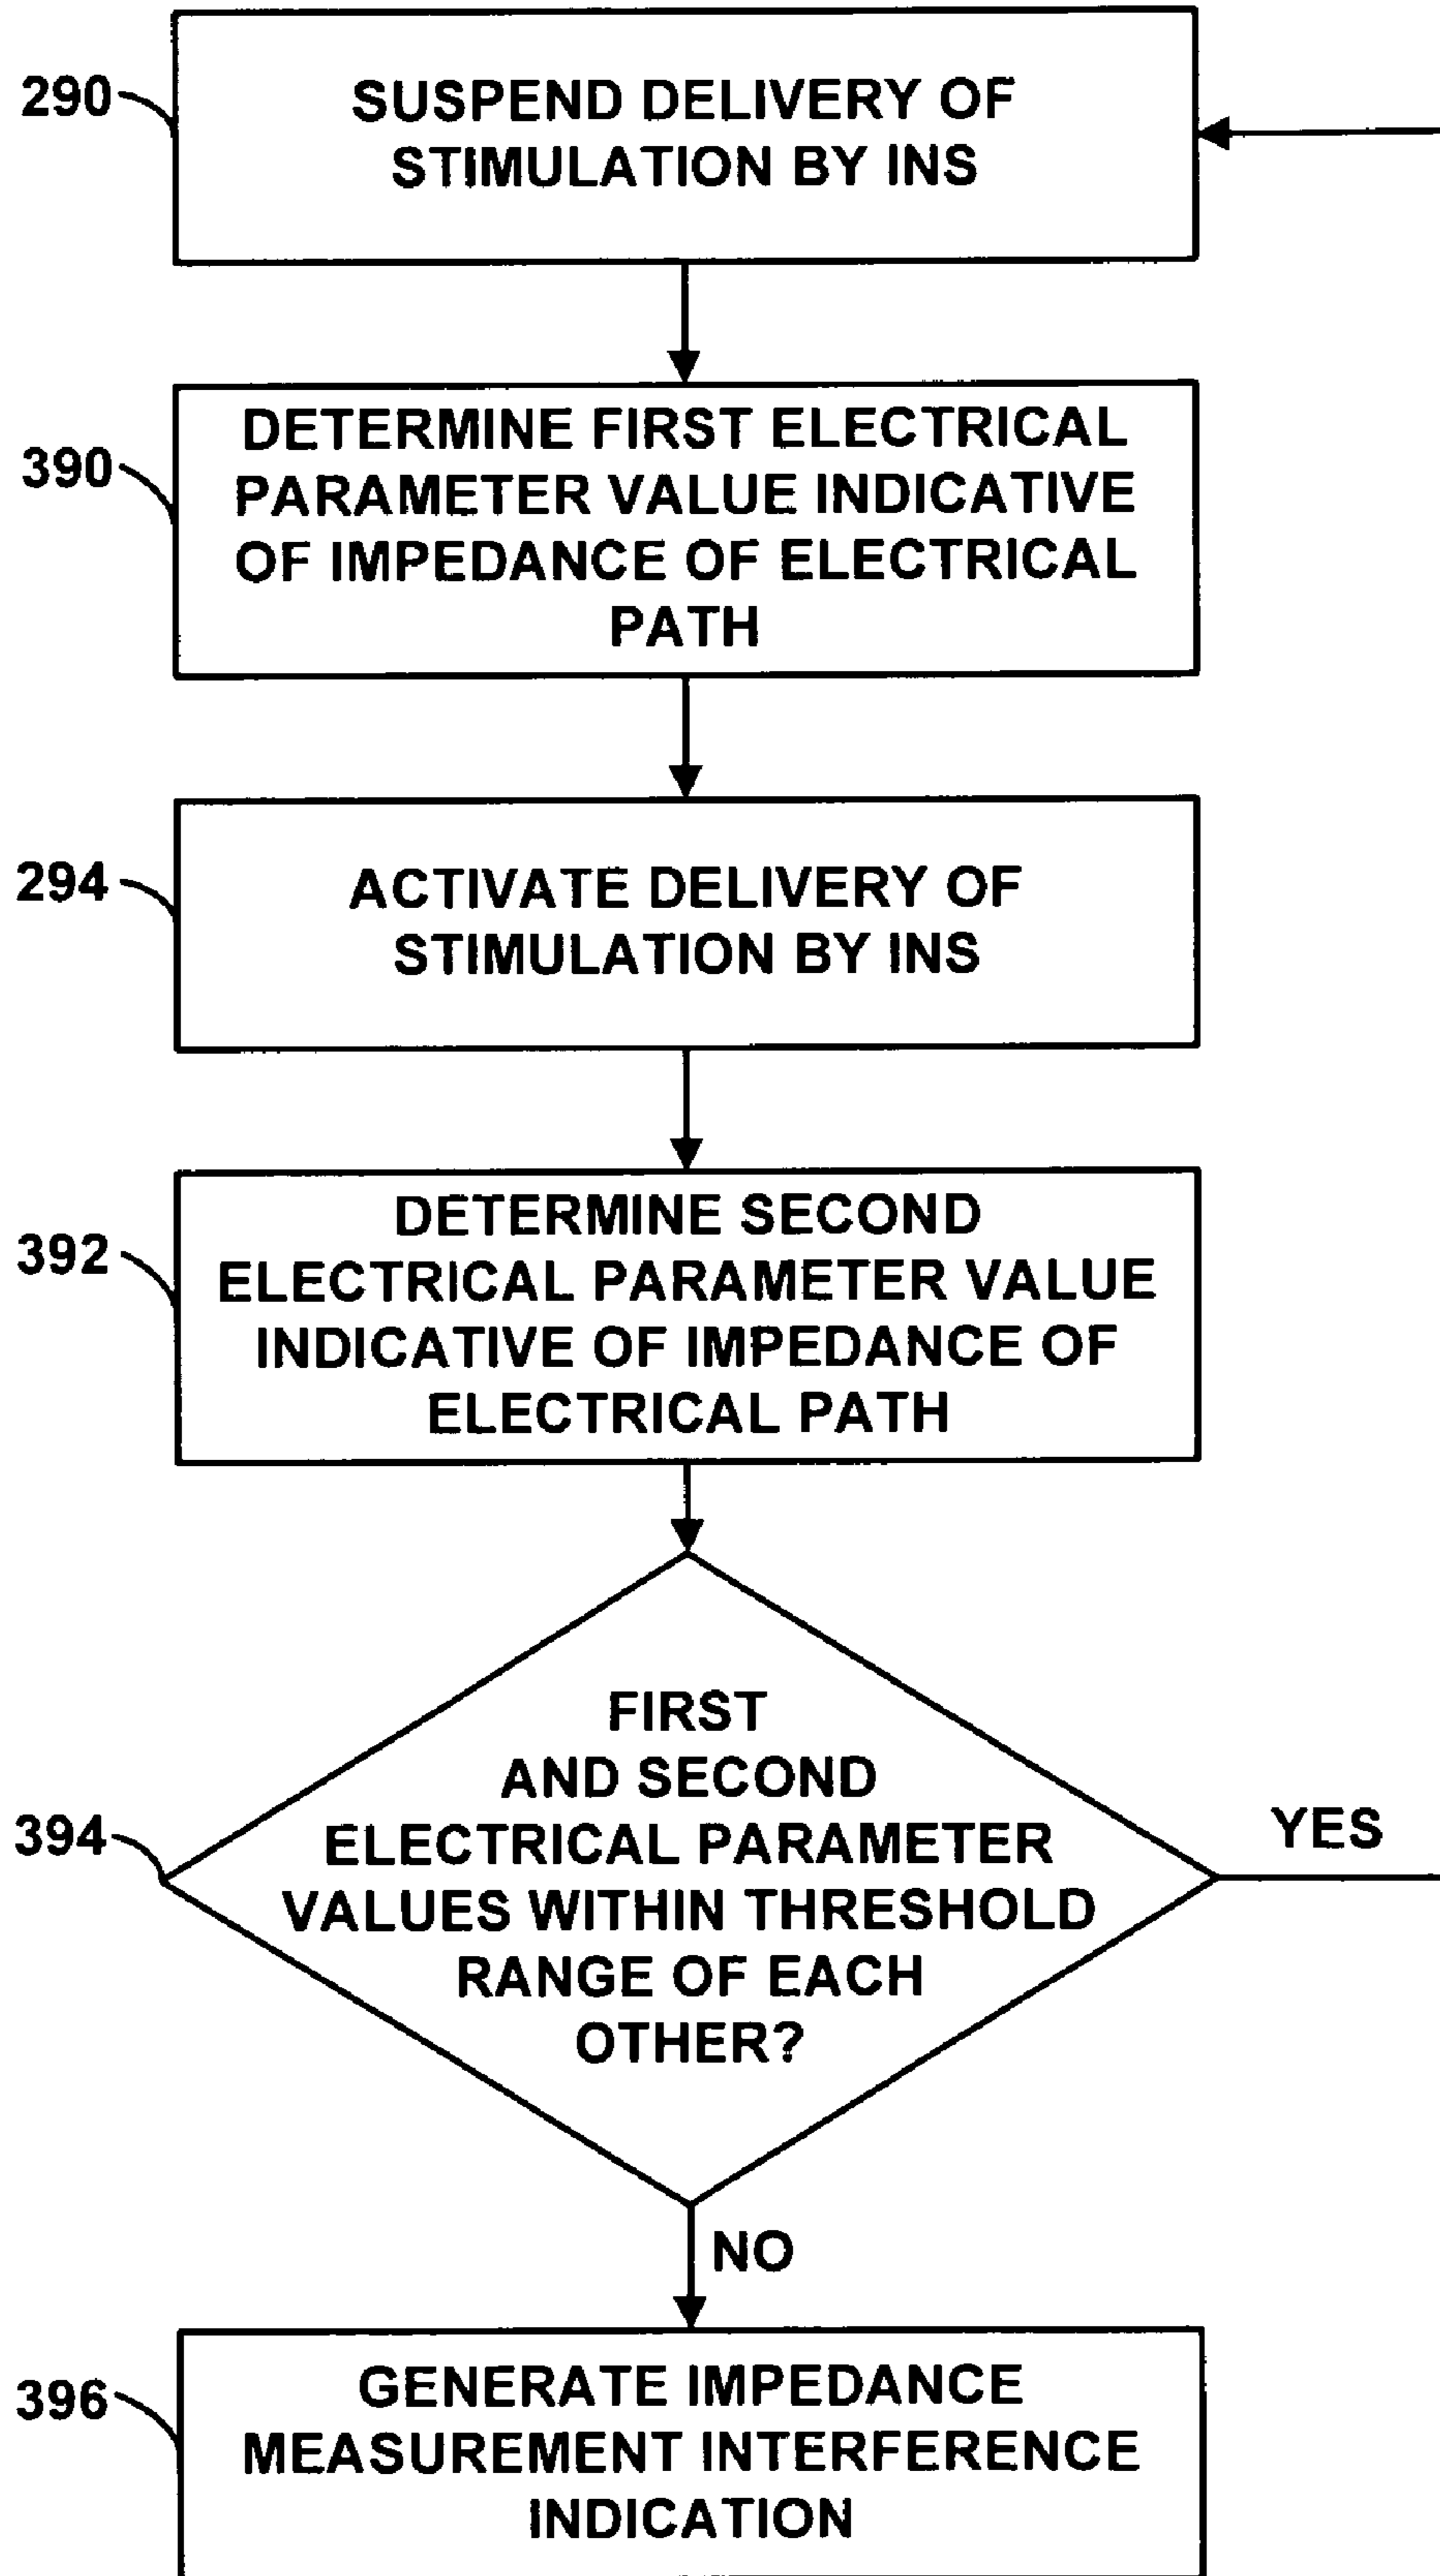 290
SUSPEND DELIVERY OF
STIMULATION BY INS
390
DETERMINE FIRST ELECTRICAL
PARAMETER VALUE INDICATIVE
OF IMPEDANCE OF ELECTRICAL
PATH
294
ACTIVATE DELIVERY OF
STIMULATION BY INS
392
DETERMINE SECOND
ELECTRICAL PARAMETER VALUE
INDICATIVE OF IMPEDANCE OF
ELECTRICAL PATH
394
FIRST
AND SECOND
ELECTRICAL PARAMETER
VALUES WITHIN THRESHOLD
RANGE OF EACH
OTHER?
YES
NO
396
GENERATE IMPEDANCE
MEASUREMENT INTERFERENCE
INDICATION